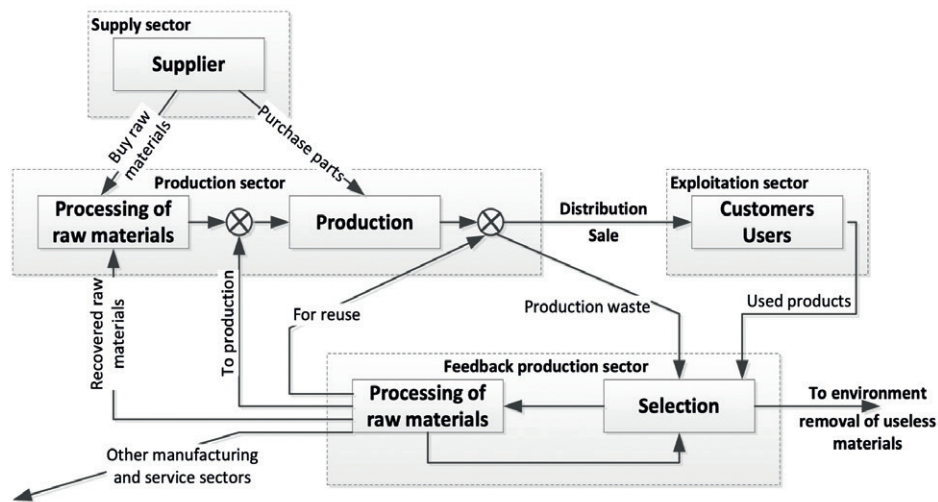 Supply sector
Supplier
Buy raw
materials
Purchase parts
Production sector
Processing of
raw materials
Production
Distribution
Sale
Exploitation sector
Customers
Users
Recovered raw
materials
To production
For reuse
Production waste
Used products
Feedback production sector
Processing of
raw materials
Selection
To environment
removal of useless
materials
Other manufacturing
and service sectors